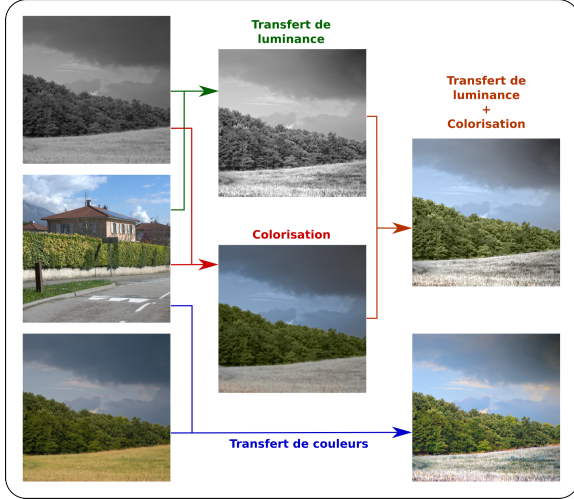 Transfert de
luminance
Transfert de
luminance
+
Colorisation
Colorisation
Transfert de couleurs